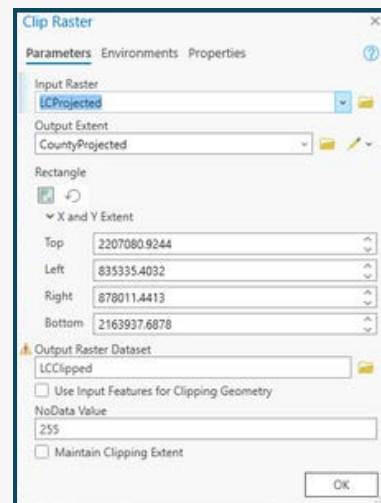 Clip Raster
Parameters Environments Properties
Input Raster
LCProjected
Output Extent
CountyProjected
Rectangle
X and Y Extent
Top 2207080.9244
Left 835335.4032
Right 878011.4413
Bottom 2163937.6878
Output Raster Dataset
LCClipped
Use Input Features for Clipping Geometry
NoData Value
255
Maintain Clipping Extent
OK